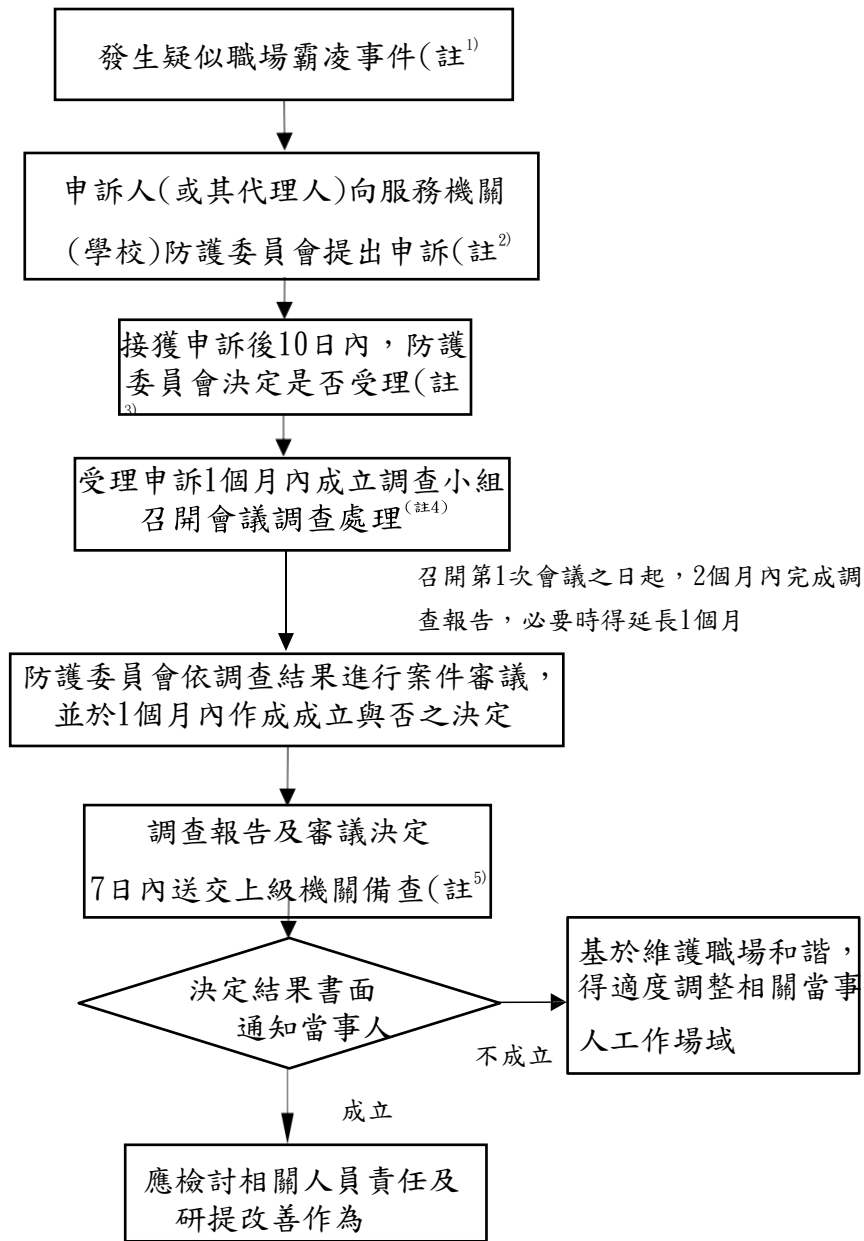 發生疑似職場霸凌事件(註1)
申訴人(或其代理人)向服務機關
(學校)防護委員會提出申訴(註2)
接獲申訴後10日內，防護
委員會決定是否受理(註
3)
受理申訴1個月內成立調查小組
召開會議調查處理(註4)
召開第1次會議之日起，2個月內完成調
查報告，必要時得延長1個月
防護委員會依調查結果進行案件審議，
並於1個月內作成成立與否之決定
調查報告及審議決定
7日內送交上級機關備查(註5)
決定結果書面
通知當事人
基於維護職場和諧，
得適度調整相關當事
人工作場域
不成立
成立
應檢討相關人員責任及
研提改善作為